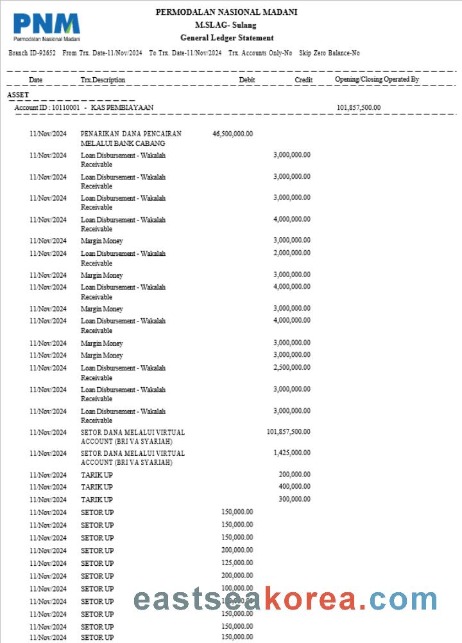 PNM
Permodalan Nasional Madani
PERMODALAN NASIONAL MADANI
M.SLAG- Sulang
General Ledger Statement
Branch ID-92652 From Trx. Date-11/Nov/2024 To Trx. Date-11/Nov/2024 Trx. Accounts Only-No Skip Zero Balance-No
Date Trx.Description Debit Credit Opening/Closing Operated By
ASSET
Account ID : 10110001 - KAS PEMBIAYAAN 101,857,500.00
11/Nov/2024 PENARIKAN DANA PENCAIRAN 46,500,000.00
MELALUI BANK CABANG
11/Nov/2024 Loan Disbursement - Wakalah 3,000,000.00
Receivable
11/Nov/2024 Loan Disbursement - Wakalah 3,000,000.00
Receivable
11/Nov/2024 Loan Disbursement - Wakalah 3,000,000.00
Receivable
11/Nov/2024 Loan Disbursement - Wakalah 4,000,000.00
Receivable
11/Nov/2024 Margin Money 3,000,000.00
11/Nov/2024 Loan Disbursement - Wakalah 2,000,000.00
Receivable
11/Nov/2024 Margin Money 3,000,000.00
11/Nov/2024 Loan Disbursement - Wakalah 4,000,000.00
Receivable
11/Nov/2024 Margin Money 3,000,000.00
11/Nov/2024 Loan Disbursement - Wakalah 4,000,000.00
Receivable
11/Nov/2024 Margin Money 3,000,000.00
11/Nov/2024 Margin Money 3,000,000.00
11/Nov/2024 Loan Disbursement - Wakalah 2,500,000.00
Receivable
11/Nov/2024 Loan Disbursement - Wakalah 3,000,000.00
Receivable
11/Nov/2024 Loan Disbursement - Wakalah 3,000,000.00
Receivable
11/Nov/2024 SETOR DANA MELALUI VIRTUAL 101,857,500.00
ACCOUNT (BRI VA SYARIAH)
11/Nov/2024 SETOR DANA MELALUI VIRTUAL 1,425,000.00
ACCOUNT (BRI VA SYARIAH)
11/Nov/2024 TARIK UP 200,000.00
11/Nov/2024 TARIK UP 400,000.00
11/Nov/2024 TARIK UP 300,000.00
11/Nov/2024 SETOR UP 150,000.00
11/Nov/2024 SETOR UP 150,000.00
11/Nov/2024 SETOR UP 150,000.00
11/Nov/2024 SETOR UP 200,000.00
11/Nov/2024 SETOR UP 125,000.00
11/Nov/2024 SETOR UP 200,000.00
11/Nov/2024 SETOR UP 100,000.00
11/Nov/2024 SETOR UP
11/Nov/2024 SETOR UP 150,000.00
11/Nov/2024 SETOR UP 150,000.00
11/Nov/2024 SETOR UP 150,000.00
eastseakorea.com